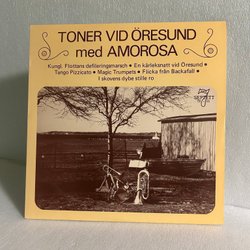 TONER VID ÖRESUND
med AMOROSA
Kungl. Flottans defileringsmarsch • En kärleksnatt vid Öresund •
Tango Pizzicato • Magic Trumpets • Flicka från Backafall •
I skovens dybe stille ro